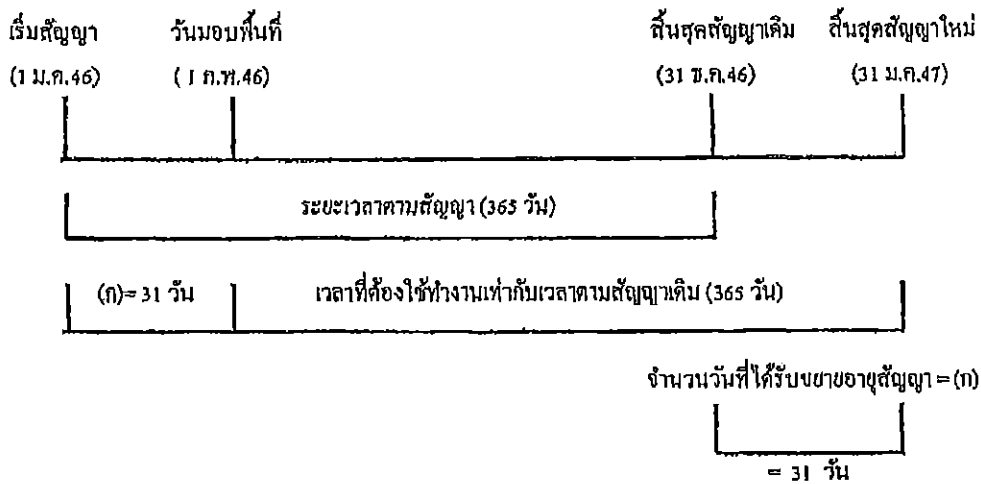 เริ่มสัญญา วันมอบพื้นที่ สิ้นสุดสัญญาเดิม สิ้นสุดสัญญาใหม่
(1 ม.ค.46) (1 ก.พ.46) (31 ธ.ค.46) (31 ม.ค.47)
ระยะเวลาตามสัญญา (365 วัน)
(ก)= 31 วัน เวลาที่ต้องใช้ทำงานเท่ากับเวลาตามสัญญาเดิม (365 วัน)
จำนวนวันที่ได้รับขยายอายุสัญญา = (ก)
= 31 วัน